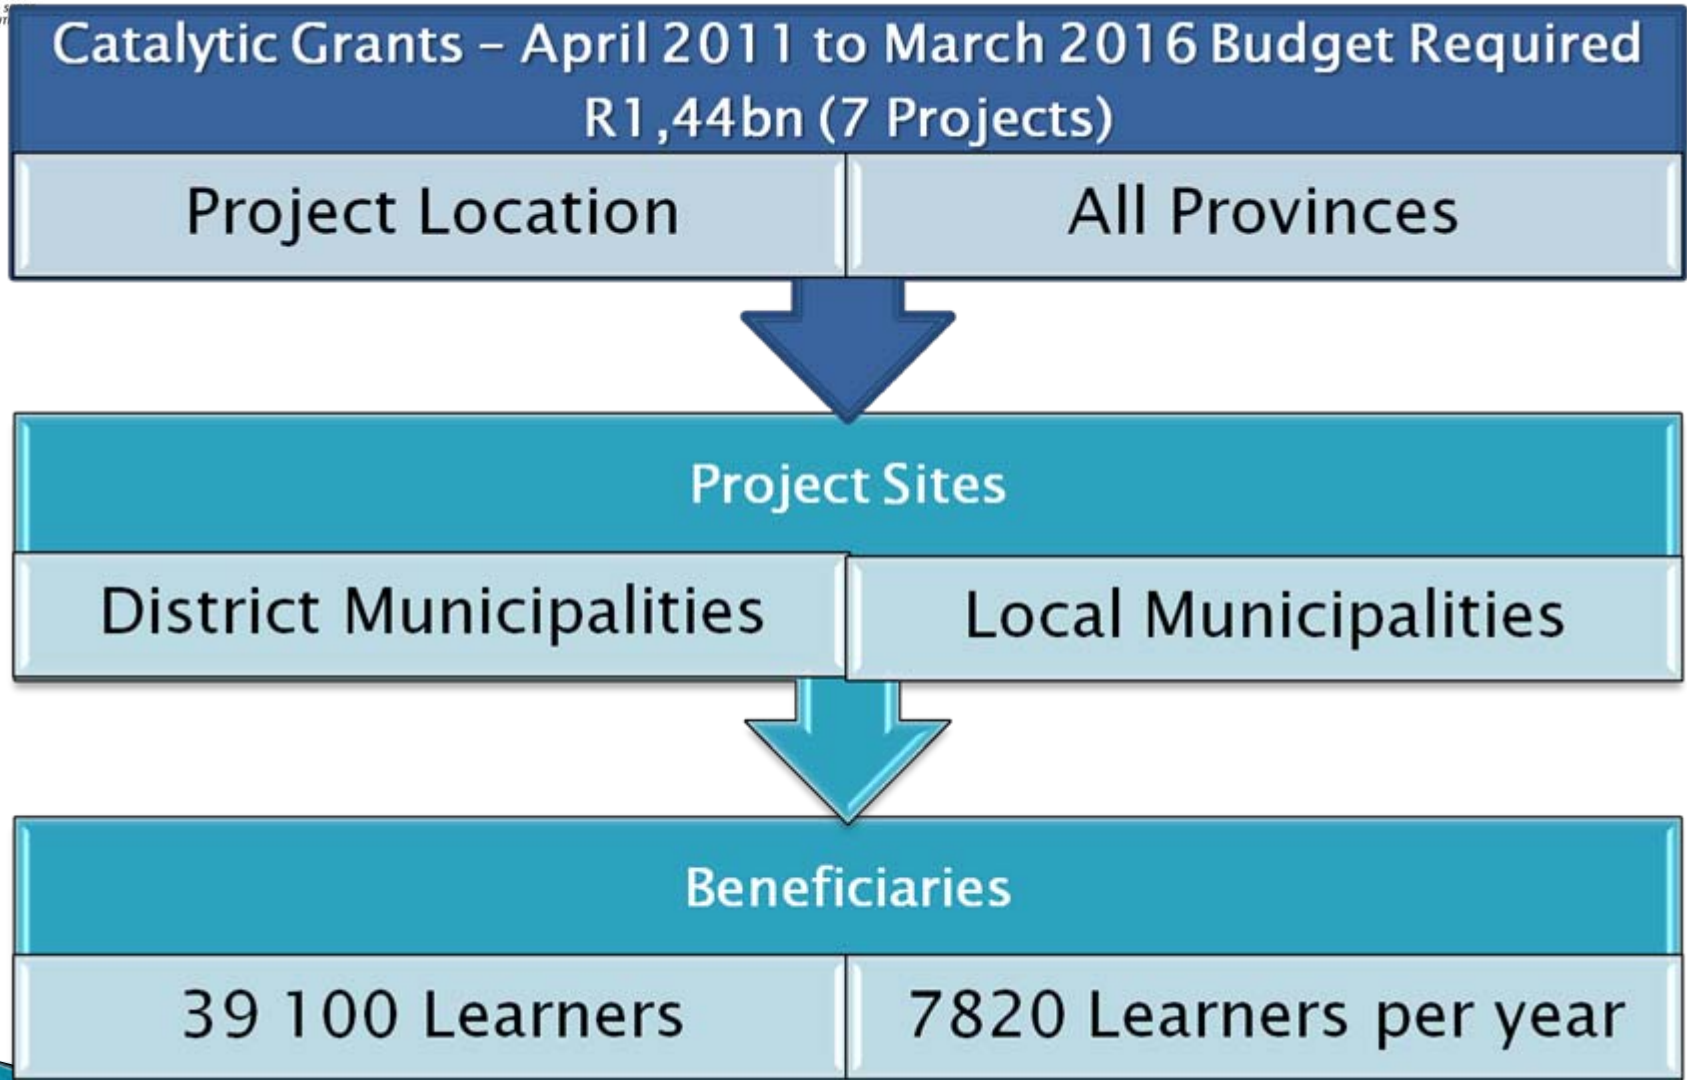 Catalytic Grants – April 2011 to March 2016 Budget Required
R1,44bn (7 Projects)
Project Location
All Provinces
Project Sites
District Municipalities
Local Municipalities
Beneficiaries
39 100 Learners
7820 Learners per year